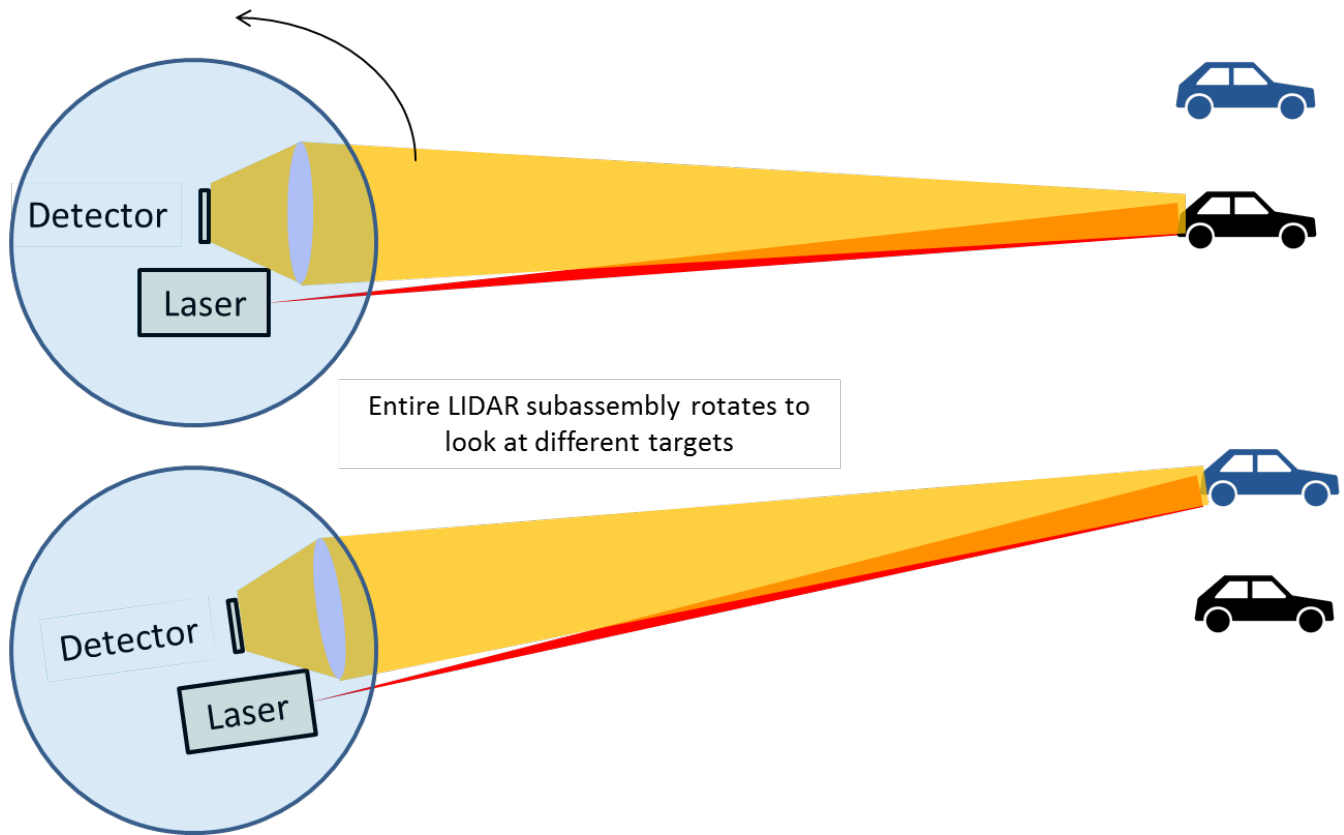 Detector
Laser
Entire LIDAR subassembly rotates to
look at different targets
Detector
Laser